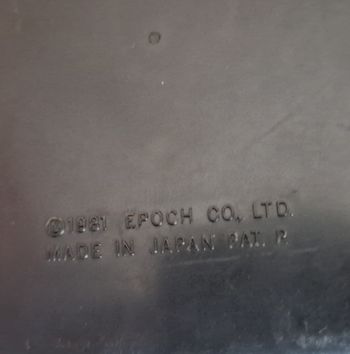 ©1981 EPOCH CO., LTD.
MADE IN JAPAN PAT. P.